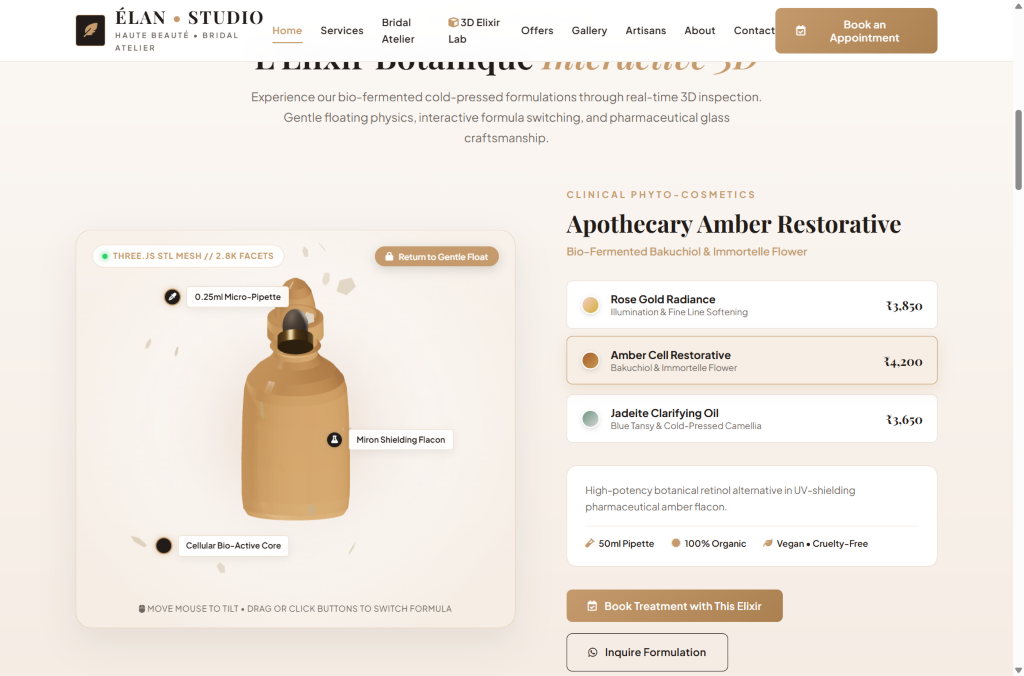 ÉLAN • STUDIO
HAUTE BEAUTÉ • BRIDAL
ATELIER
Home
Services
Bridal
Atelier
3D Elixir
Lab
Offers
Gallery
Artisans
About
Contact
Book an
Appointment
L'Elixir Botanique Interactive 3D
Experience our bio-fermented cold-pressed formulations through real-time 3D inspection.
Gentle floating physics, interactive formula switching, and pharmaceutical glass
craftsmanship.
THREE.JS STL MESH // 2.8K FACETS
Return to Gentle Float
0.25ml Micro-Pipette
Miron Shielding Flacon
Cellular Bio-Active Core
MOVE MOUSE TO TILT • DRAG OR CLICK BUTTONS TO SWITCH FORMULA
CLINICAL PHYTO-COSMETICS
Apothecary Amber Restorative
Bio-Fermented Bakuchiol & Immortelle Flower
Rose Gold Radiance
Illumination & Fine Line Softening
₹3,850
Amber Cell Restorative
Bakuchiol & Immortelle Flower
₹4,200
Jadeite Clarifying Oil
Blue Tansy & Cold-Pressed Camellia
₹3,650
High-potency botanical retinol alternative in UV-shielding
pharmaceutical amber flacon.
50ml Pipette
100% Organic
Vegan • Cruelty-Free
Book Treatment with This Elixir
Inquire Formulation